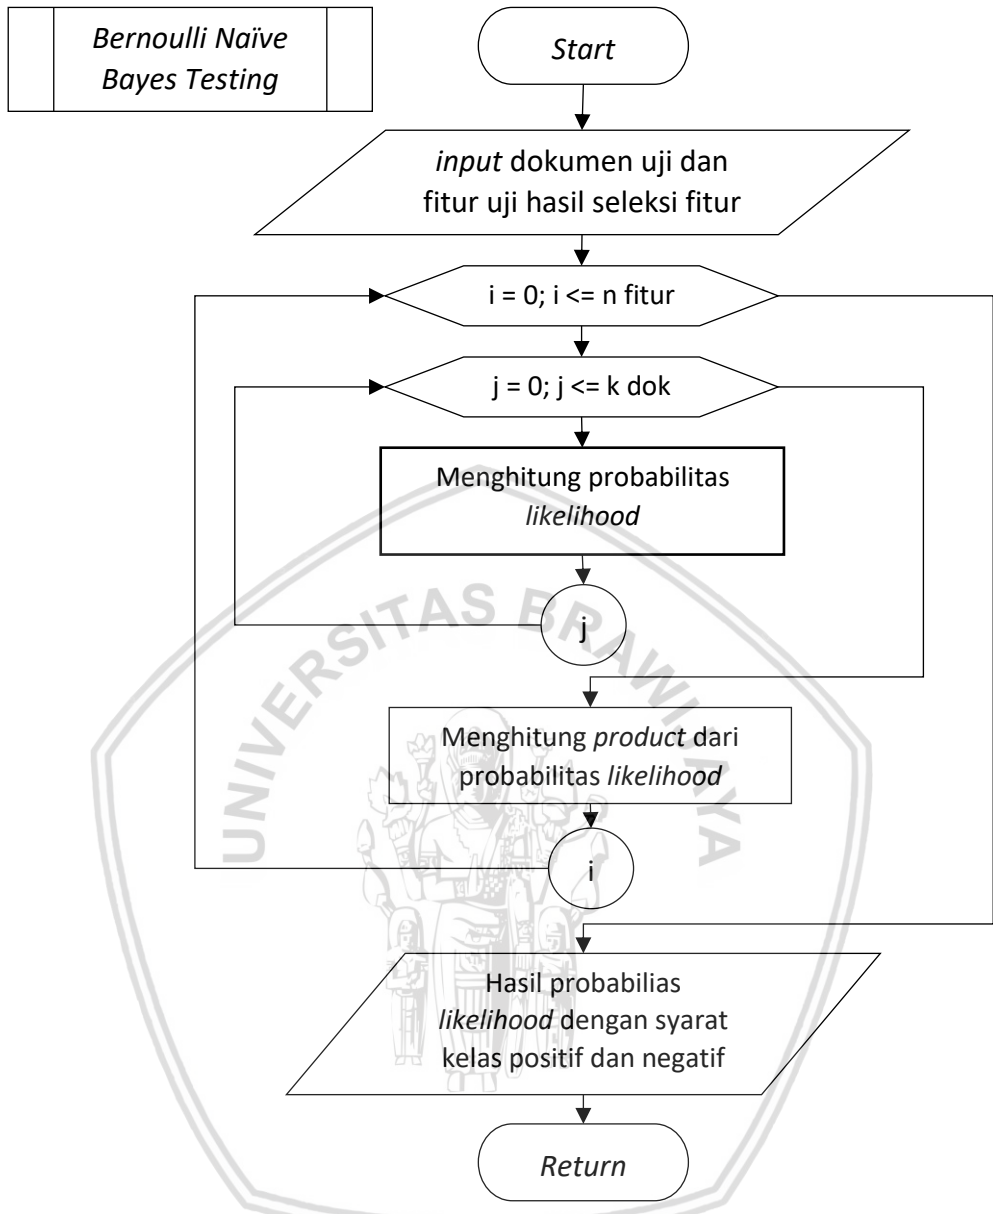 Bernoulli Naïve
Bayes Testing
Start
input dokumen uji dan
fitur uji hasil seleksi fitur
i = 0; i <= n fitur
j = 0; j <= k dok
Menghitung probabilitas
likelihood
j
Menghitung product dari
probabilitas likelihood
i
Hasil probabilias
likelihood dengan syarat
kelas positif dan negatif
Return
UNIVERSITAS BRAWIJAYA